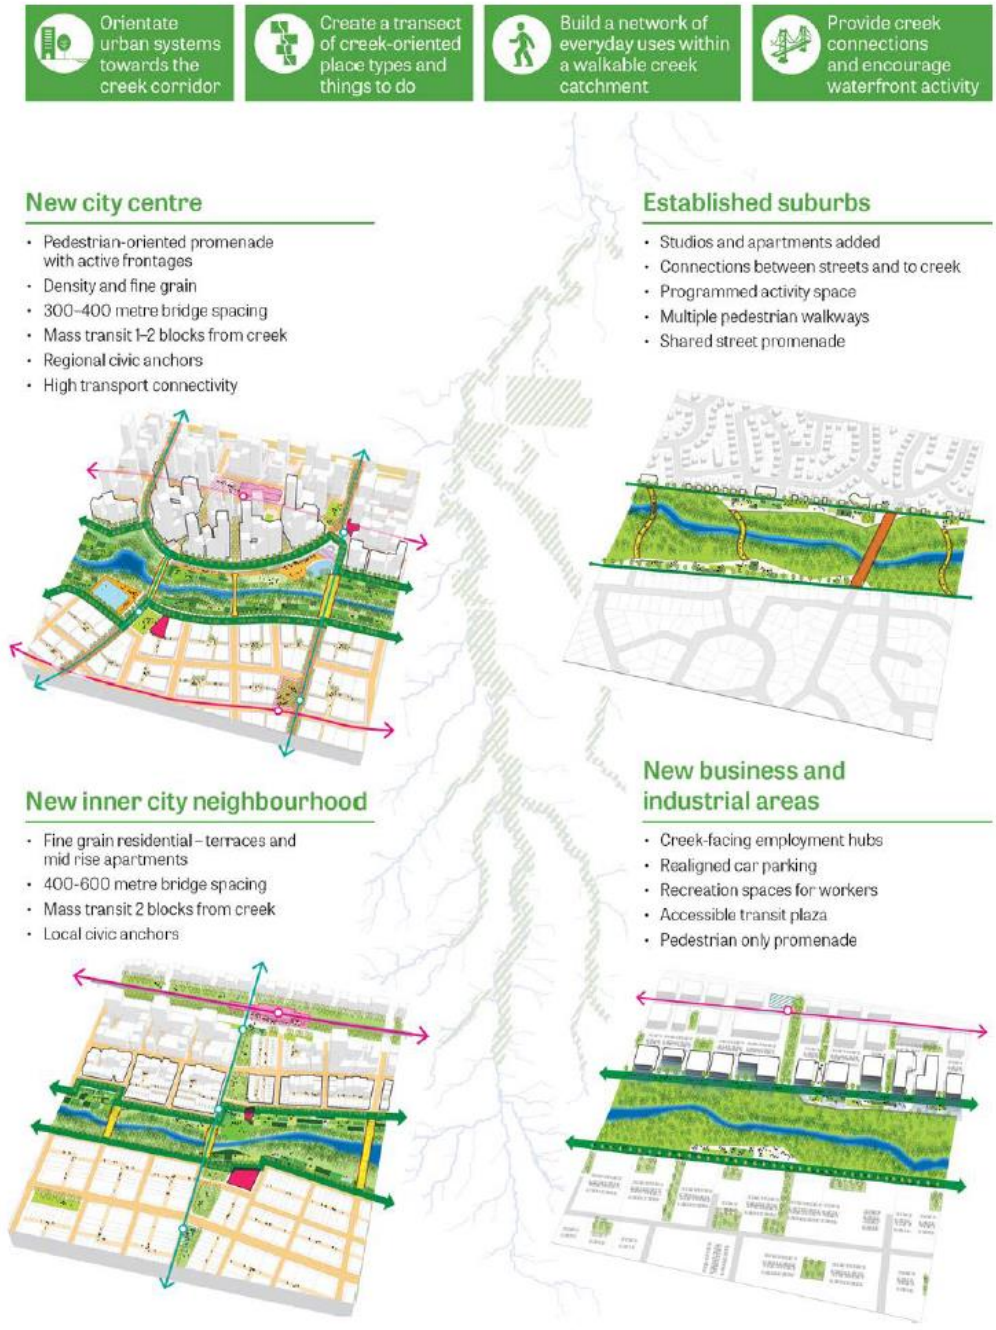 Orientate
urban systems
towards the
creek corridor
Create a transect
of creek-oriented
place types and
things to do
Build a network of
everyday uses within
a walkable creek
catchment
Provide creek
connections
and encourage
waterfront activity
New city centre
• Pedestrian-oriented promenade
with active frontages
• Density and fine grain
• 300–400 metre bridge spacing
• Mass transit 1–2 blocks from creek
• Regional civic anchors
• High transport connectivity
Established suburbs
• Studios and apartments added
• Connections between streets and to creek
• Programmed activity space
• Multiple pedestrian walkways
• Shared street promenade
New inner city neighbourhood
• Fine grain residential – terraces and
mid rise apartments
• 400-600 metre bridge spacing
• Mass transit 2 blocks from creek
• Local civic anchors
New business and
industrial areas
• Creek-facing employment hubs
• Realigned car parking
• Recreation spaces for workers
• Accessible transit plaza
• Pedestrian only promenade